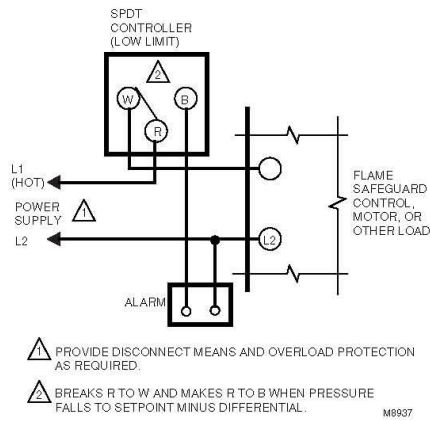 SPDT
CONTROLLER
(LOW LIMIT)
2
W
B
R
L1
(HOT)
POWER
SUPPLY 1
L2
FLAME
SAFEGUARD
CONTROL,
MOTOR, OR
OTHER LOAD
L2
ALARM
1 PROVIDE DISCONNECT MEANS AND OVERLOAD PROTECTION
AS REQUIRED.
2 BREAKS R TO W AND MAKES R TO B WHEN PRESSURE
FALLS TO SETPOINT MINUS DIFFERENTIAL.
M8937